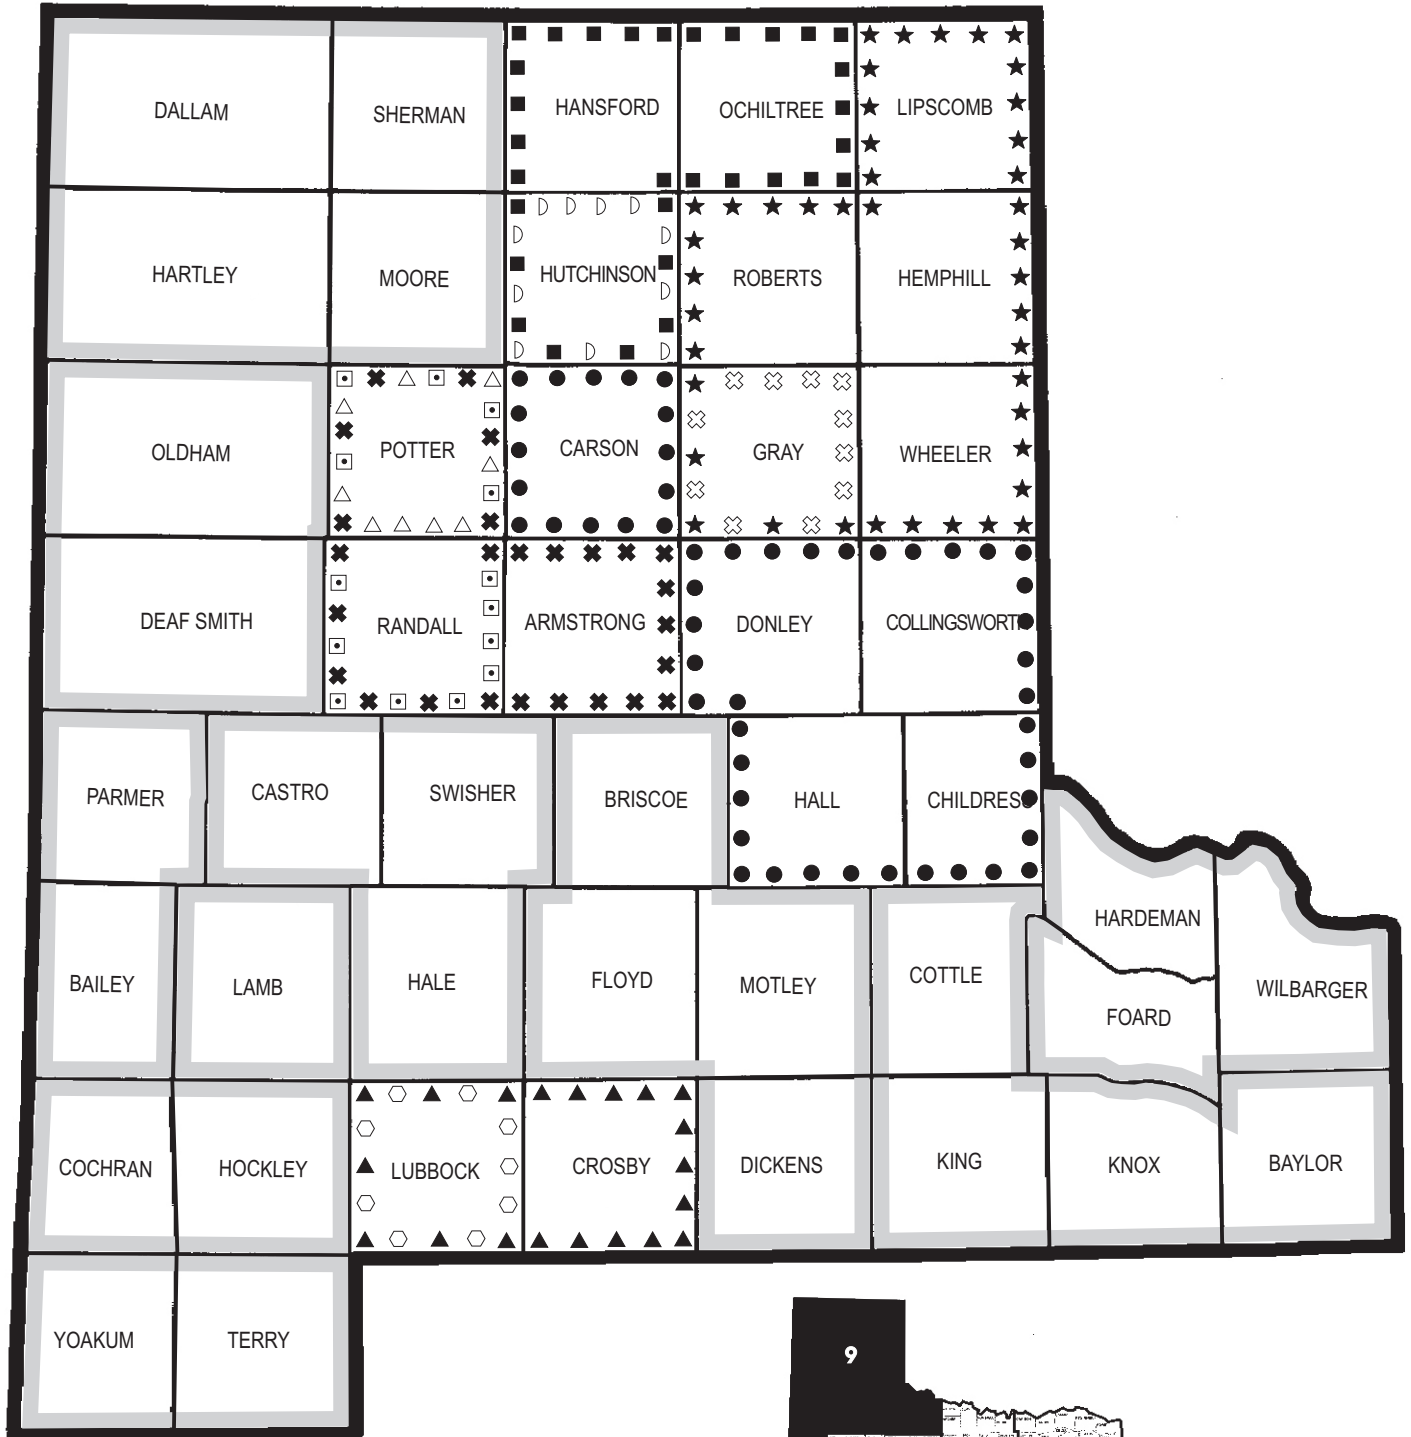 DALLAM
SHERMAN
HANSFORD
OCHILTREE
LIPSCOMB
HARTLEY
MOORE
HUTCHINSON
ROBERTS
HEMPHILL
OLDHAM
POTTER
CARSON
GRAY
WHEELER
DEAF SMITH
RANDALL
ARMSTRONG
DONLEY
COLLINGSWORTH
PARMER
CASTRO
SWISHER
BRISCOE
HALL
CHILDRESS
HARDEMAN
BAILEY
LAMB
HALE
FLOYD
MOTLEY
COTTLE
FOARD
WILBARGER
COCHRAN
HOCKLEY
LUBBOCK
CROSBY
DICKENS
KING
KNOX
BAYLOR
YOAKUM
TERRY
9